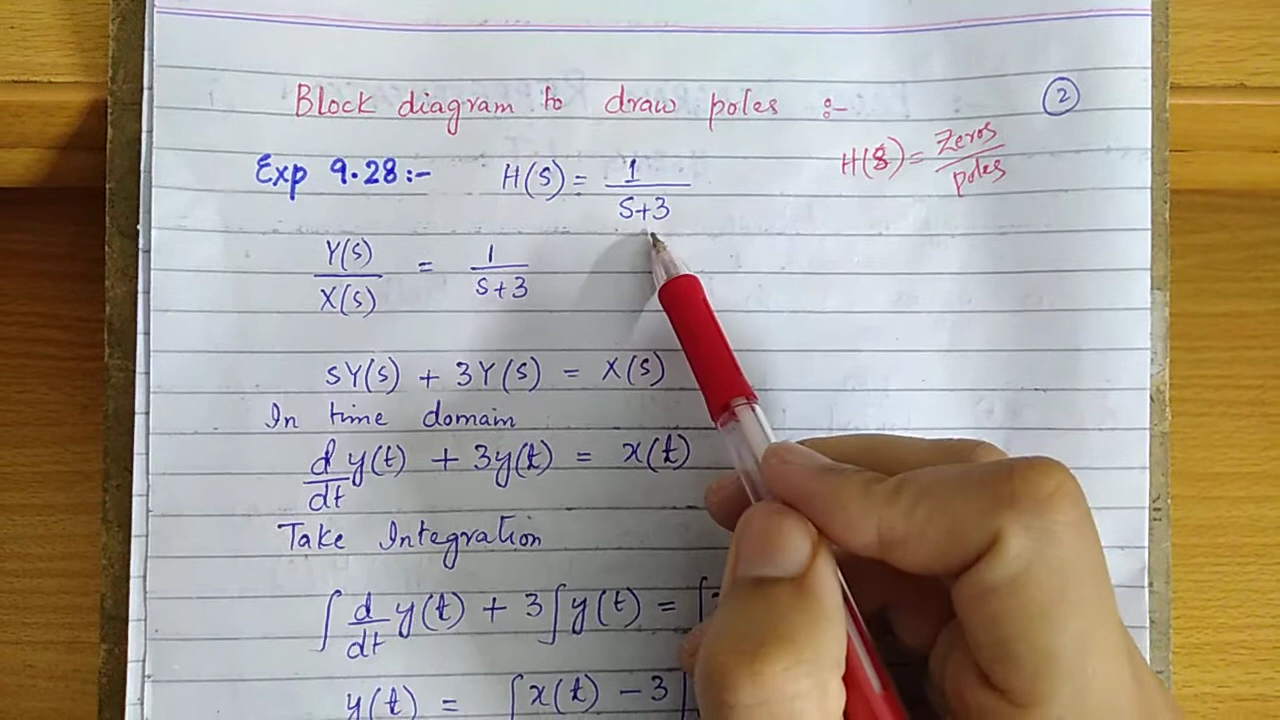 Block diagram to draw poles :-
②
H(s) = Zeros / poles
Exp 9.28:- H(s) = 1 / s+3
Y(s) / X(s) = 1 / s+3
sY(s) + 3Y(s) = X(s)
In time domain
d/dt y(t) + 3y(t) = x(t)
Take Integration
∫ d/dt y(t) + 3∫y(t) = ∫
y(t) = ∫x(t) - 3∫